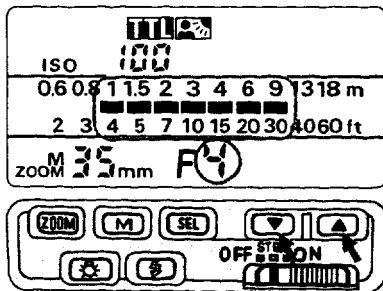 TTL
ISO 100
0.6 0.8 1 1.5 2 3 4 6 9 13 18 m
2 3 4 5 7 10 15 20 30 40 60 ft
M ZOOM 35 mm F 4
ZOOM M SEL ▼ ▲
OFF ON